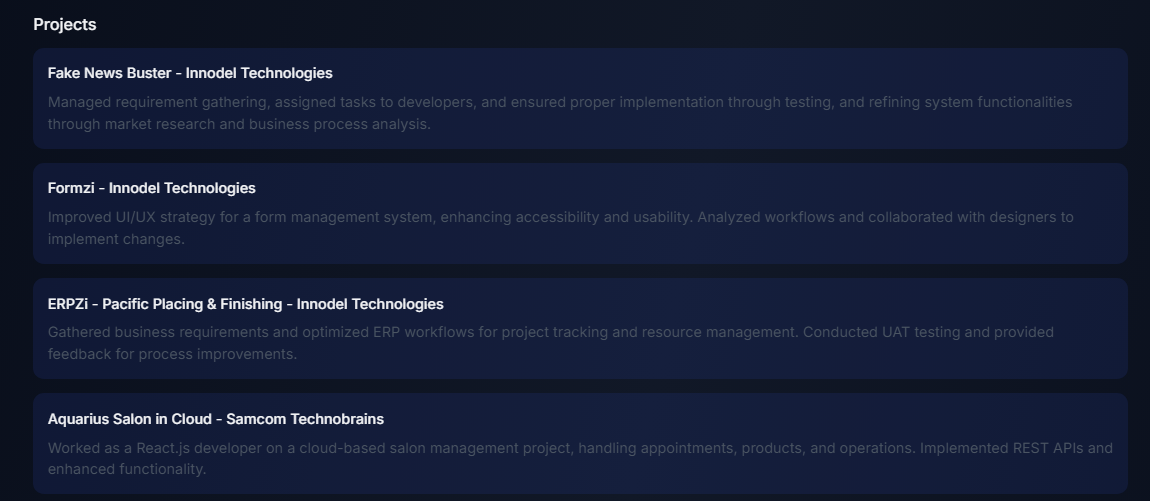 Projects
Fake News Buster - Innodel Technologies
Managed requirement gathering, assigned tasks to developers, and ensured proper implementation through testing, and refining system functionalities
through market research and business process analysis.
Formzi - Innodel Technologies
Improved UI/UX strategy for a form management system, enhancing accessibility and usability. Analyzed workflows and collaborated with designers to
implement changes.
ERPZi - Pacific Placing & Finishing - Innodel Technologies
Gathered business requirements and optimized ERP workflows for project tracking and resource management. Conducted UAT testing and provided
feedback for process improvements.
Aquarius Salon in Cloud - Samcom Technobrains
Worked as a React.js developer on a cloud-based salon management project, handling appointments, products, and operations. Implemented REST APIs and
enhanced functionality.